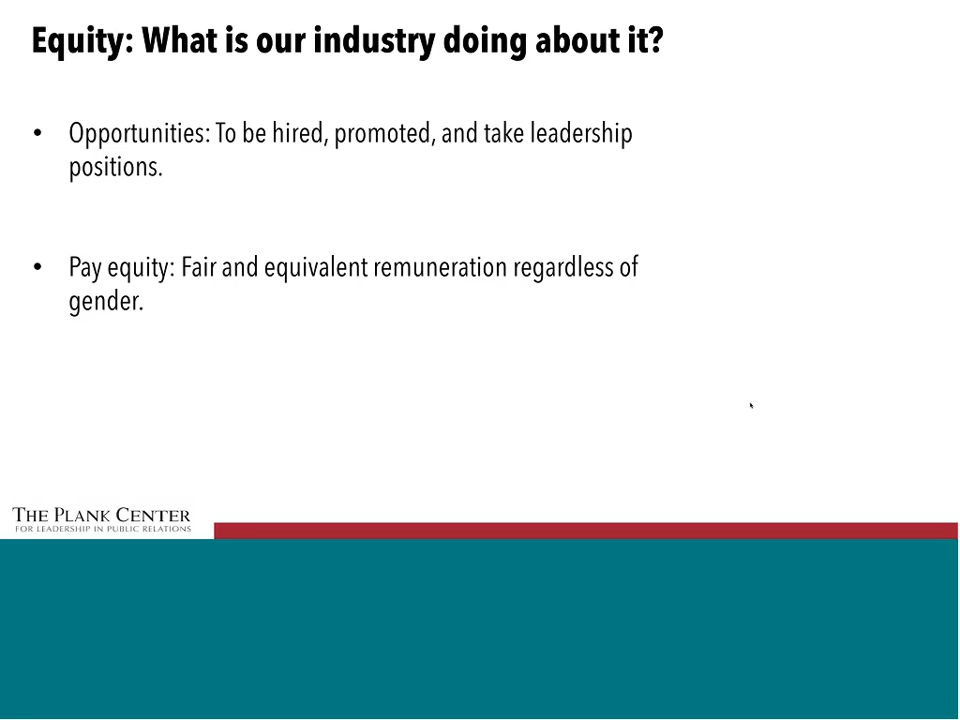 Equity: What is our industry doing about it?
• Opportunities: To be hired, promoted, and take leadership
positions.
• Pay equity: Fair and equivalent remuneration regardless of
gender.
THE PLANK CENTER
FOR LEADERSHIP IN PUBLIC RELATIONS